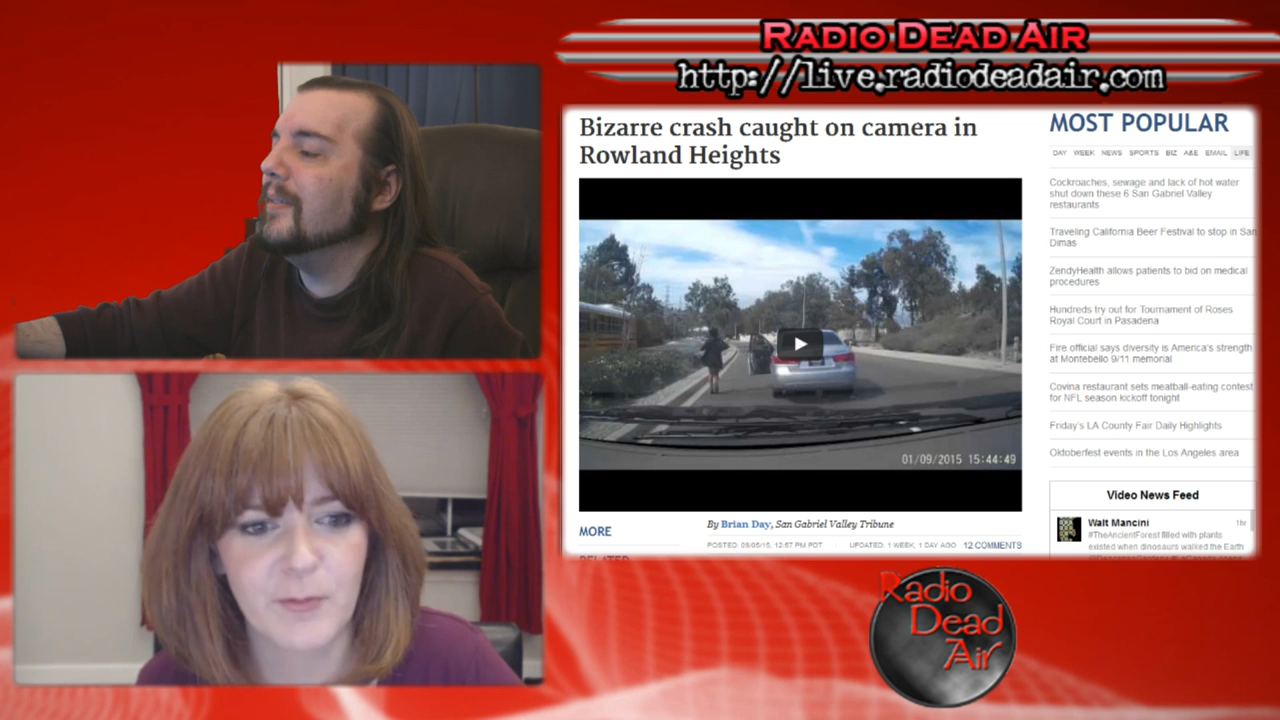 RADIO DEAD AIR
http://live.radiodeadair.com
Bizarre crash caught on camera in
Rowland Heights
01/09/2015 15:44:49
MORE
By Brian Day, San Gabriel Valley Tribune
POSTED: 09/05/15, 12:57 PM PDT
UPDATED: 1 WEEK, 1 DAY AGO
12 COMMENTS
RELATED
MOST POPULAR
DAY WEEK NEWS SPORTS BIZ A&E EMAIL LIFE
Cockroaches, sewage and lack of hot water
shut down these 6 San Gabriel Valley
restaurants
Traveling California Beer Festival to stop in San
Dimas
ZendyHealth allows patients to bid on medical
procedures
Hundreds try out for Tournament of Roses
Royal Court in Pasadena
Fire official says diversity is America's strength
at Montebello 9/11 memorial
Covina restaurant sets meatball-eating contest
for NFL season kickoff tonight
Friday's LA County Fair Daily Highlights
Oktoberfest events in the Los Angeles area
Video News Feed
Walt Mancini 1hr
#TheAncientForest filled with plants
existed when dinosaurs walked the Earth
Radio
Dead
Air